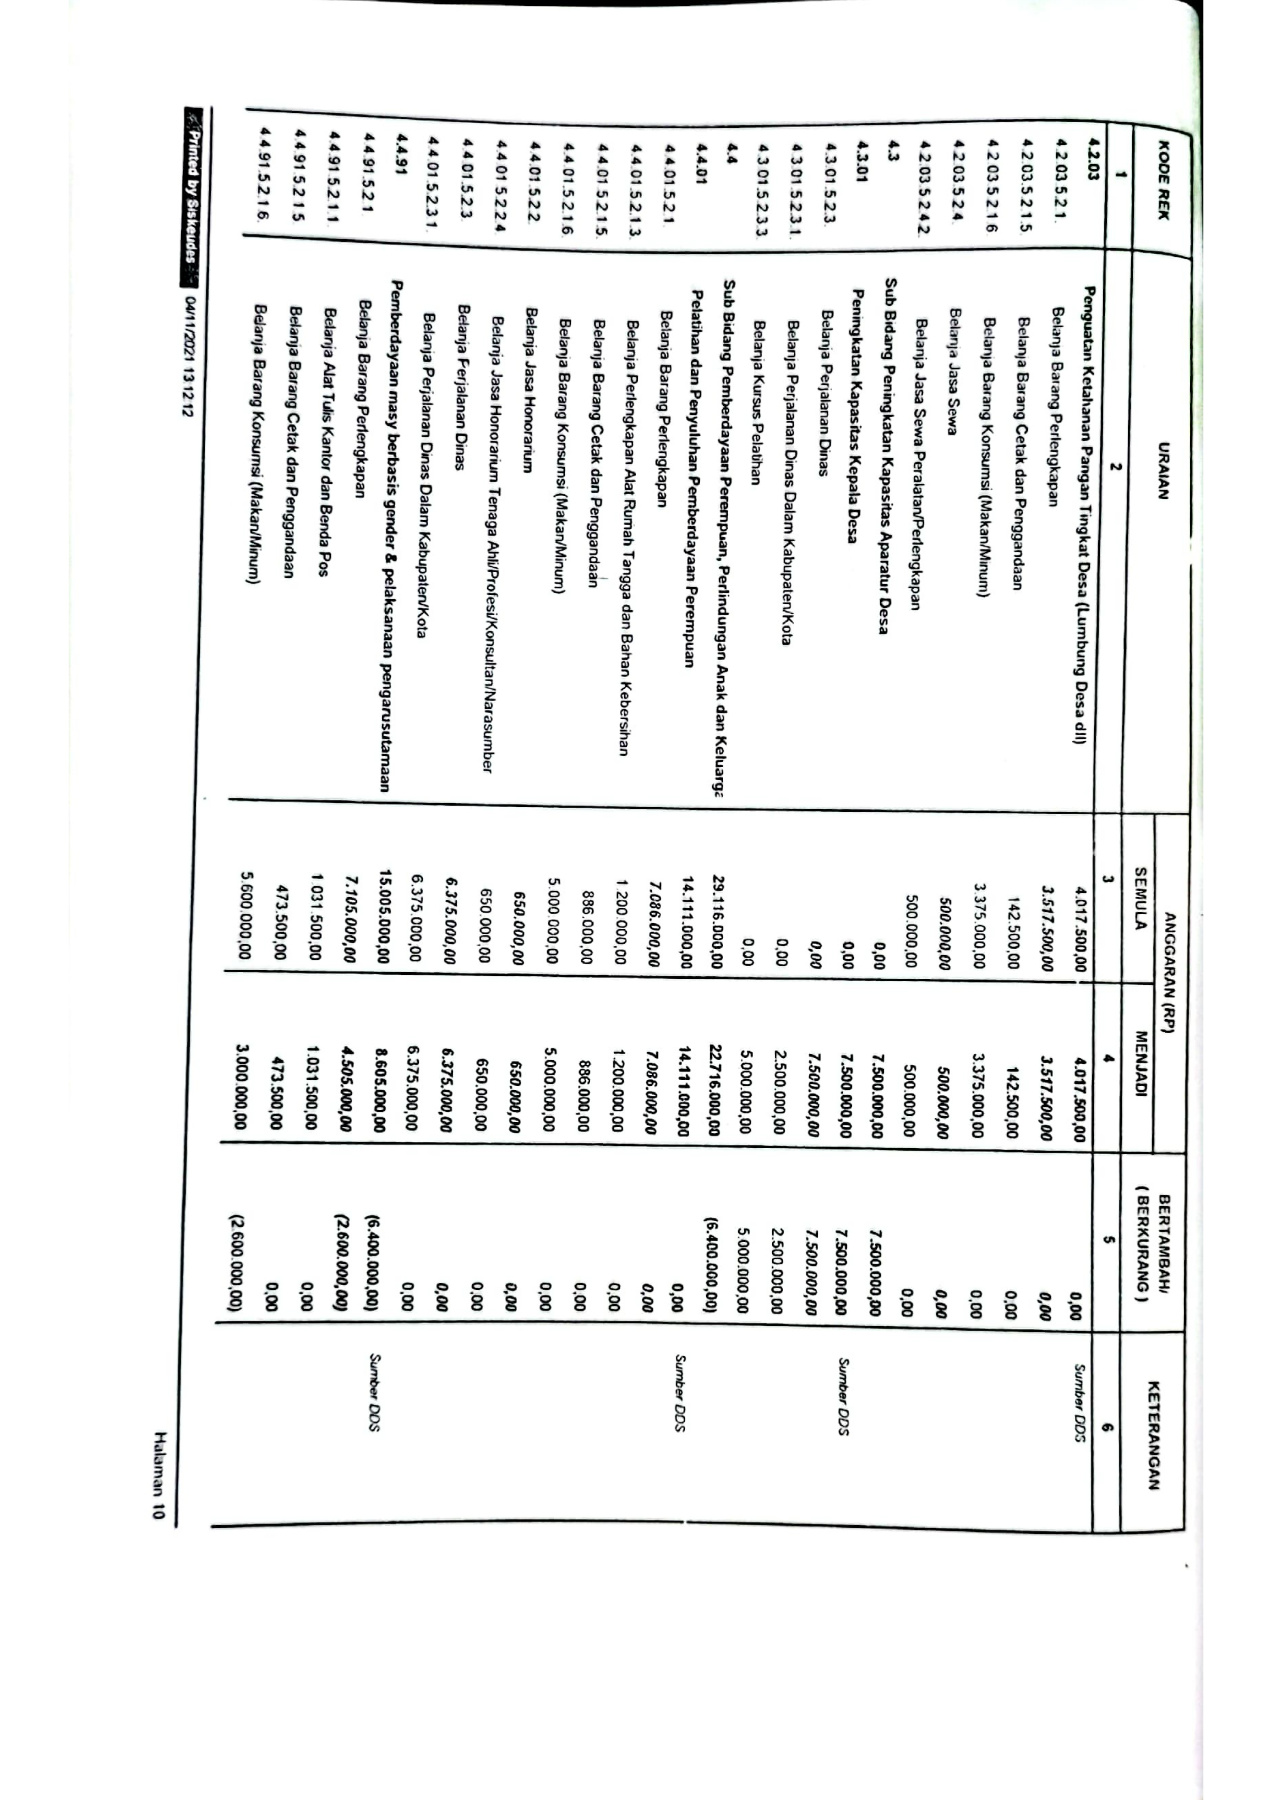 KODE REK URAIAN ANGGARAN (RP) BERTAMBAH/ ( BERKURANG ) KETERANGAN
SEMULA MENJADI
1 2 3 4 5 6
4.2.03 Penguatan Ketahanan Pangan Tingkat Desa (Lumbung Desa dll) 4.017.500,00 4.017.500,00 0,00 Sumber DDS
4.2.03.5.2.1. Belanja Barang Perlengkapan 3.517.500,00 3.517.500,00 0,00
4.2.03.5.2.1.5. Belanja Barang Cetak dan Penggandaan 142.500,00 142.500,00 0,00
4.2.03.5.2.1.6 Belanja Barang Konsumsi (Makan/Minum) 3.375.000,00 3.375.000,00 0,00
4.2.03.5.2.4. Belanja Jasa Sewa 500.000,00 500.000,00 0,00
4.2.03.5.2.4.2. Belanja Jasa Sewa Peralatan/Perlengkapan 500.000,00 500.000,00 0,00
4.3 Sub Bidang Peningkatan Kapasitas Aparatur Desa 0,00 7.500.000,00 7.500.000,00
4.3.01 Peningkatan Kapasitas Kepala Desa 0,00 7.500.000,00 7.500.000,00 Sumber DDS
4.3.01.5.2.3. Belanja Perjalanan Dinas 0,00 7.500.000,00 7.500.000,00
4.3.01.5.2.3.1. Belanja Perjalanan Dinas Dalam Kabupaten/Kota 0,00 2.500.000,00 2.500.000,00
4.3.01.5.2.3.3. Belanja Kursus Pelatihan 0,00 5.000.000,00 5.000.000,00
4.4 Sub Bidang Pemberdayaan Perempuan, Perlindungan Anak dan Keluarga 29.116.000,00 22.716.000,00 (6.400.000,00)
4.4.01 Pelatihan dan Penyuluhan Pemberdayaan Perempuan 14.111.000,00 14.111.000,00 0,00 Sumber DDS
4.4.01.5.2.1. Belanja Barang Perlengkapan 7.086.000,00 7.086.000,00 0,00
4.4.01.5.2.1.3. Belanja Perlengkapan Alat Rumah Tangga dan Bahan Kebersihan 1.200.000,00 1.200.000,00 0,00
4.4.01.5.2.1.5. Belanja Barang Cetak dan Penggandaan 886.000,00 886.000,00 0,00
4.4.01.5.2.1.6. Belanja Barang Konsumsi (Makan/Minum) 5.000.000,00 5.000.000,00 0,00
4.4.01.5.2.2. Belanja Jasa Honorarium 650.000,00 650.000,00 0,00
4.4.01.5.2.2.4 Belanja Jasa Honorarium Tenaga Ahli/Profesi/Konsultan/Narasumber 650.000,00 650.000,00 0,00
4.4.01.5.2.3 Belanja Perjalanan Dinas 6.375.000,00 6.375.000,00 0,00
4.4.01.5.2.3.1. Belanja Perjalanan Dinas Dalam Kabupaten/Kota 6.375.000,00 6.375.000,00 0,00
4.4.91 Pemberdayaan masy berbasis gender & pelaksanaan pengarusutamaan 15.005.000,00 8.605.000,00 (6.400.000,00) Sumber DDS
4.4.91.5.2.1 Belanja Barang Perlengkapan 7.105.000,00 4.505.000,00 (2.600.000,00)
4.4.91.5.2.1.1. Belanja Alat Tulis Kantor dan Benda Pos 1.031.500,00 1.031.500,00 0,00
4.4.91.5.2.1.5 Belanja Barang Cetak dan Penggandaan 473.500,00 473.500,00 0,00
4.4.91.5.2.1.6. Belanja Barang Konsumsi (Makan/Minum) 5.600.000,00 3.000.000,00 (2.600.000,00)
Printed by Siskeudes 04/11/2021 13:12:12 Halaman 10